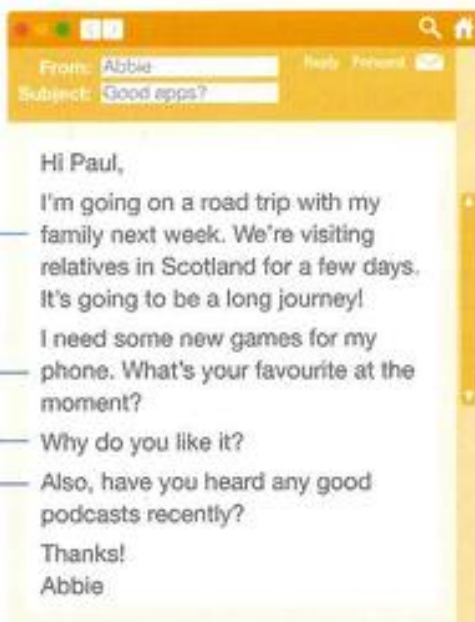 From: Abbie
Reply Forward
Subject: Good apps?
Hi Paul,
I'm going on a road trip with my
family next week. We're visiting
relatives in Scotland for a few days.
It's going to be a long journey!
I need some new games for my
phone. What's your favourite at the
moment?
Why do you like it?
Also, have you heard any good
podcasts recently?
Thanks!
Abbie